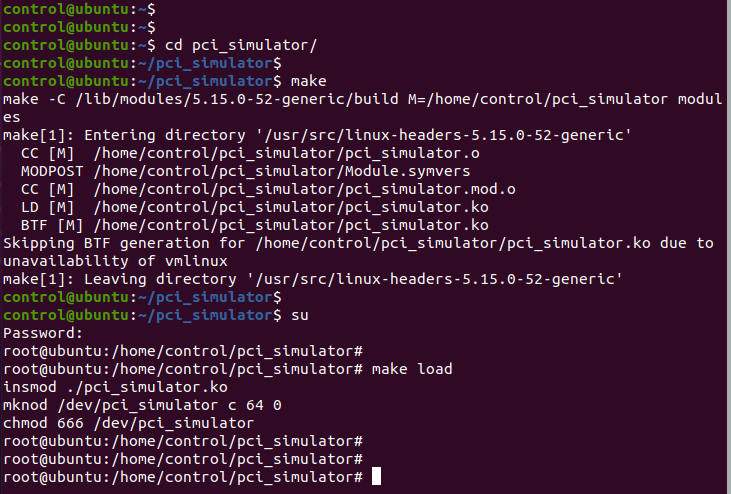 control@ubuntu:~$
control@ubuntu:~$
control@ubuntu:~$ cd pci_simulator/
control@ubuntu:~/pci_simulator$
control@ubuntu:~/pci_simulator$ make
make -C /lib/modules/5.15.0-52-generic/build M=/home/control/pci_simulator modul
es
make[1]: Entering directory '/usr/src/linux-headers-5.15.0-52-generic'
  CC [M]  /home/control/pci_simulator/pci_simulator.o
  MODPOST /home/control/pci_simulator/Module.symvers
  CC [M]  /home/control/pci_simulator/pci_simulator.mod.o
  LD [M]  /home/control/pci_simulator/pci_simulator.ko
  BTF [M] /home/control/pci_simulator/pci_simulator.ko
Skipping BTF generation for /home/control/pci_simulator/pci_simulator.ko due to
unavailability of vmlinux
make[1]: Leaving directory '/usr/src/linux-headers-5.15.0-52-generic'
control@ubuntu:~/pci_simulator$
control@ubuntu:~/pci_simulator$ su
Password:
root@ubuntu:/home/control/pci_simulator#
root@ubuntu:/home/control/pci_simulator# make load
insmod ./pci_simulator.ko
mknod /dev/pci_simulator c 64 0
chmod 666 /dev/pci_simulator
root@ubuntu:/home/control/pci_simulator#
root@ubuntu:/home/control/pci_simulator#
root@ubuntu:/home/control/pci_simulator#